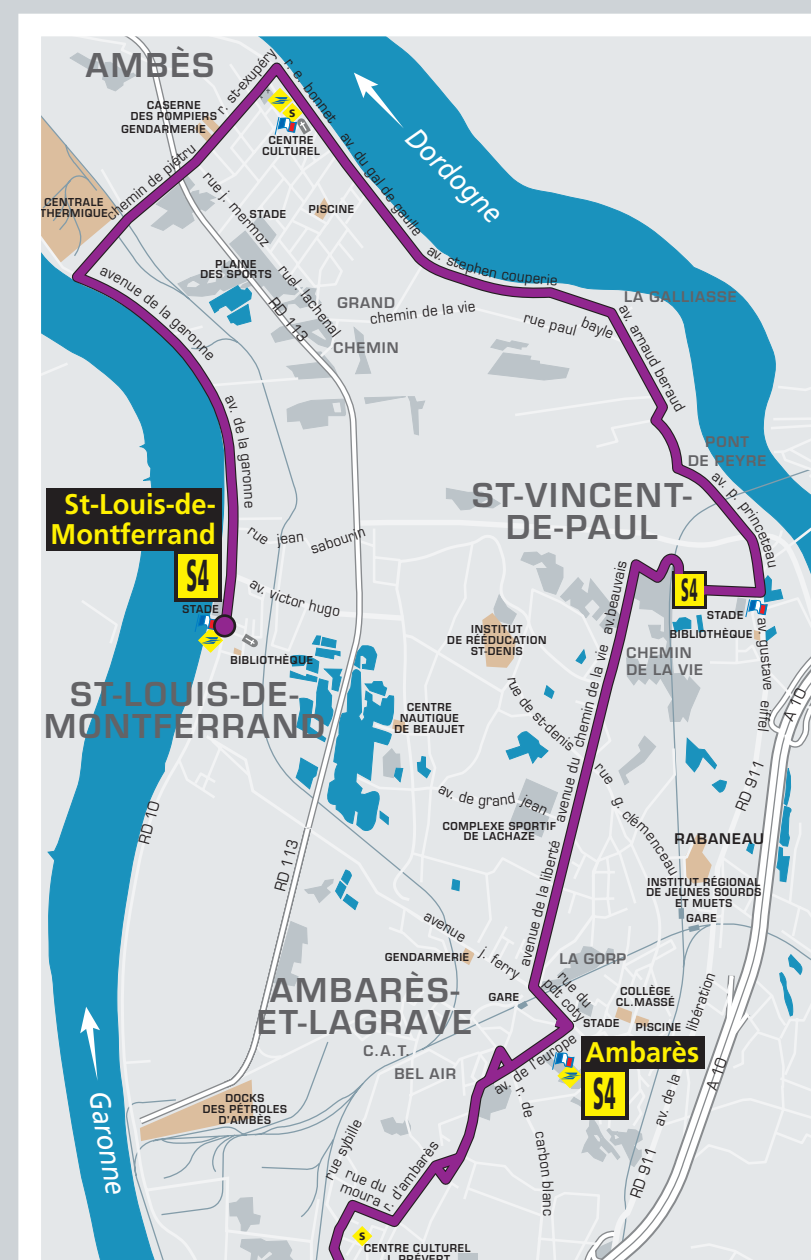 AMBÈS
r. st-exupéry
r. e. bonnet
CASERNE
DES POMPIERS
GENDARMERIE
S
CENTRE
CULTUREL
av. du gal de gaulle
Dordogne
chemin de piétru
CENTRALE
THERMIQUE
rue j. mermoz
STADE
PISCINE
PLAINE
DES SPORTS
rue l. lachenal
RD 113
avenue de la garonne
av. stephen couperie
GRAND
CHEMIN
chemin de la vie
rue paul bayle
LA GALLIASSE
av. arnaud beraud
av. de la garonne
PONT
DE PEYRE
av. p. princeteau
St-Louis-de-
Montferrand
S4
ST-VINCENT-
DE-PAUL
rue jean sabourin
av. victor hugo
STADE
BIBLIOTHÈQUE
ST-LOUIS-DE-
MONTFERRAND
INSTITUT
DE RÉÉDUCATION
ST-DENIS
S4
STADE
BIBLIOTHÈQUE
CHEMIN
DE LA VIE
av. gustave eiffel
A 10
avenue du chemin de la vie av.beauvais
CENTRE
NAUTIQUE
DE BEAUJET
rue de st-denis
rue g. clémenceau
RD 911
RD 10
RD 113
av. de grand jean
COMPLEXE SPORTIF
DE LACHAZE
RABANEAU
INSTITUT RÉGIONAL
DE JEUNES SOURDS
ET MUETS
GARE
avenue de la liberté
avenue j. ferry
GENDARMERIE
LA GORP
AMBARÈS-
ET-LAGRAVE
GARE
rue du
pdt coty
COLLÈGE
CL.MASSÉ
STADE
PISCINE
av. de la libération
C.A.T.
BEL AIR
av. de l'europe
Ambarès
S4
A 10
Garonne
DOCKS
DES PÉTROLES
D'AMBÈS
r. de carbon blanc
RD 911
rue sybille
rue du
moura
r. d'ambarès
S
CENTRE CULTUREL
J. PRÉVERT